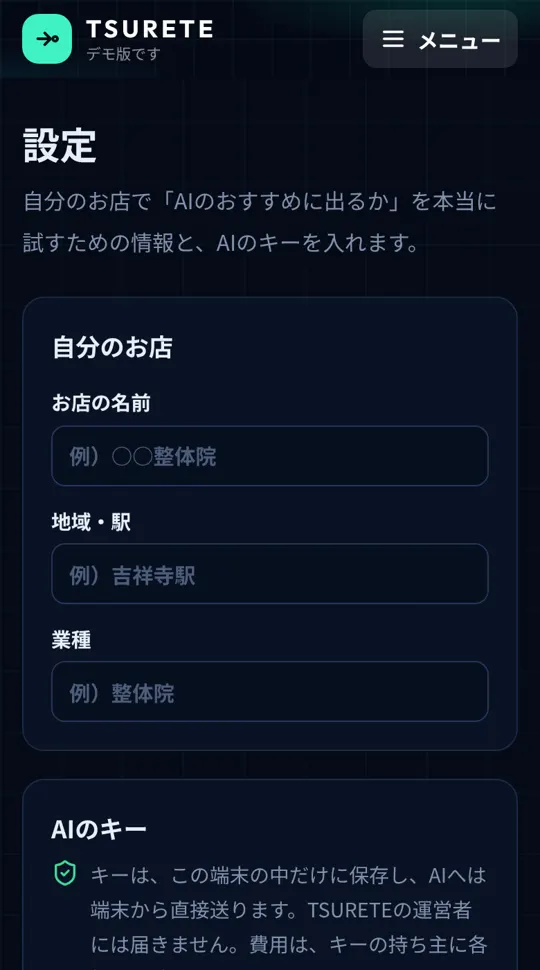 TSURETE
デモ版です
メニュー
設定
自分のお店で「AIのおすすめに出るか」を本当に
試すための情報と、AIのキーを入れます。
自分のお店
お店の名前
例）〇〇整体院
地域・駅
例）吉祥寺駅
業種
例）整体院
AIのキー
キーは、この端末の中だけに保存し、AIへは
端末から直接送ります。TSURETEの運営者
には届きません。費用は、キーの持ち主に各